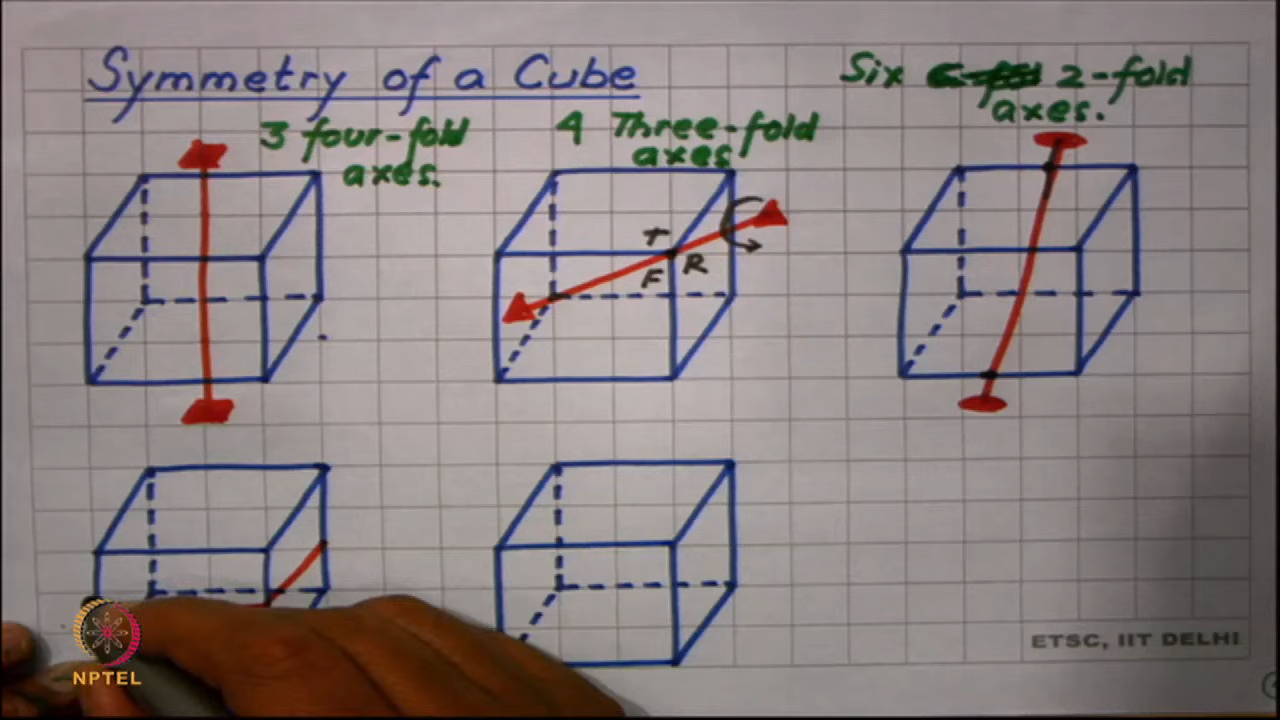 Symmetry of a Cube
3 four-fold
axes.
4 Three-fold
axes
Six 2-fold
axes.
T
F R
ETSC, IIT DELHI
NPTEL